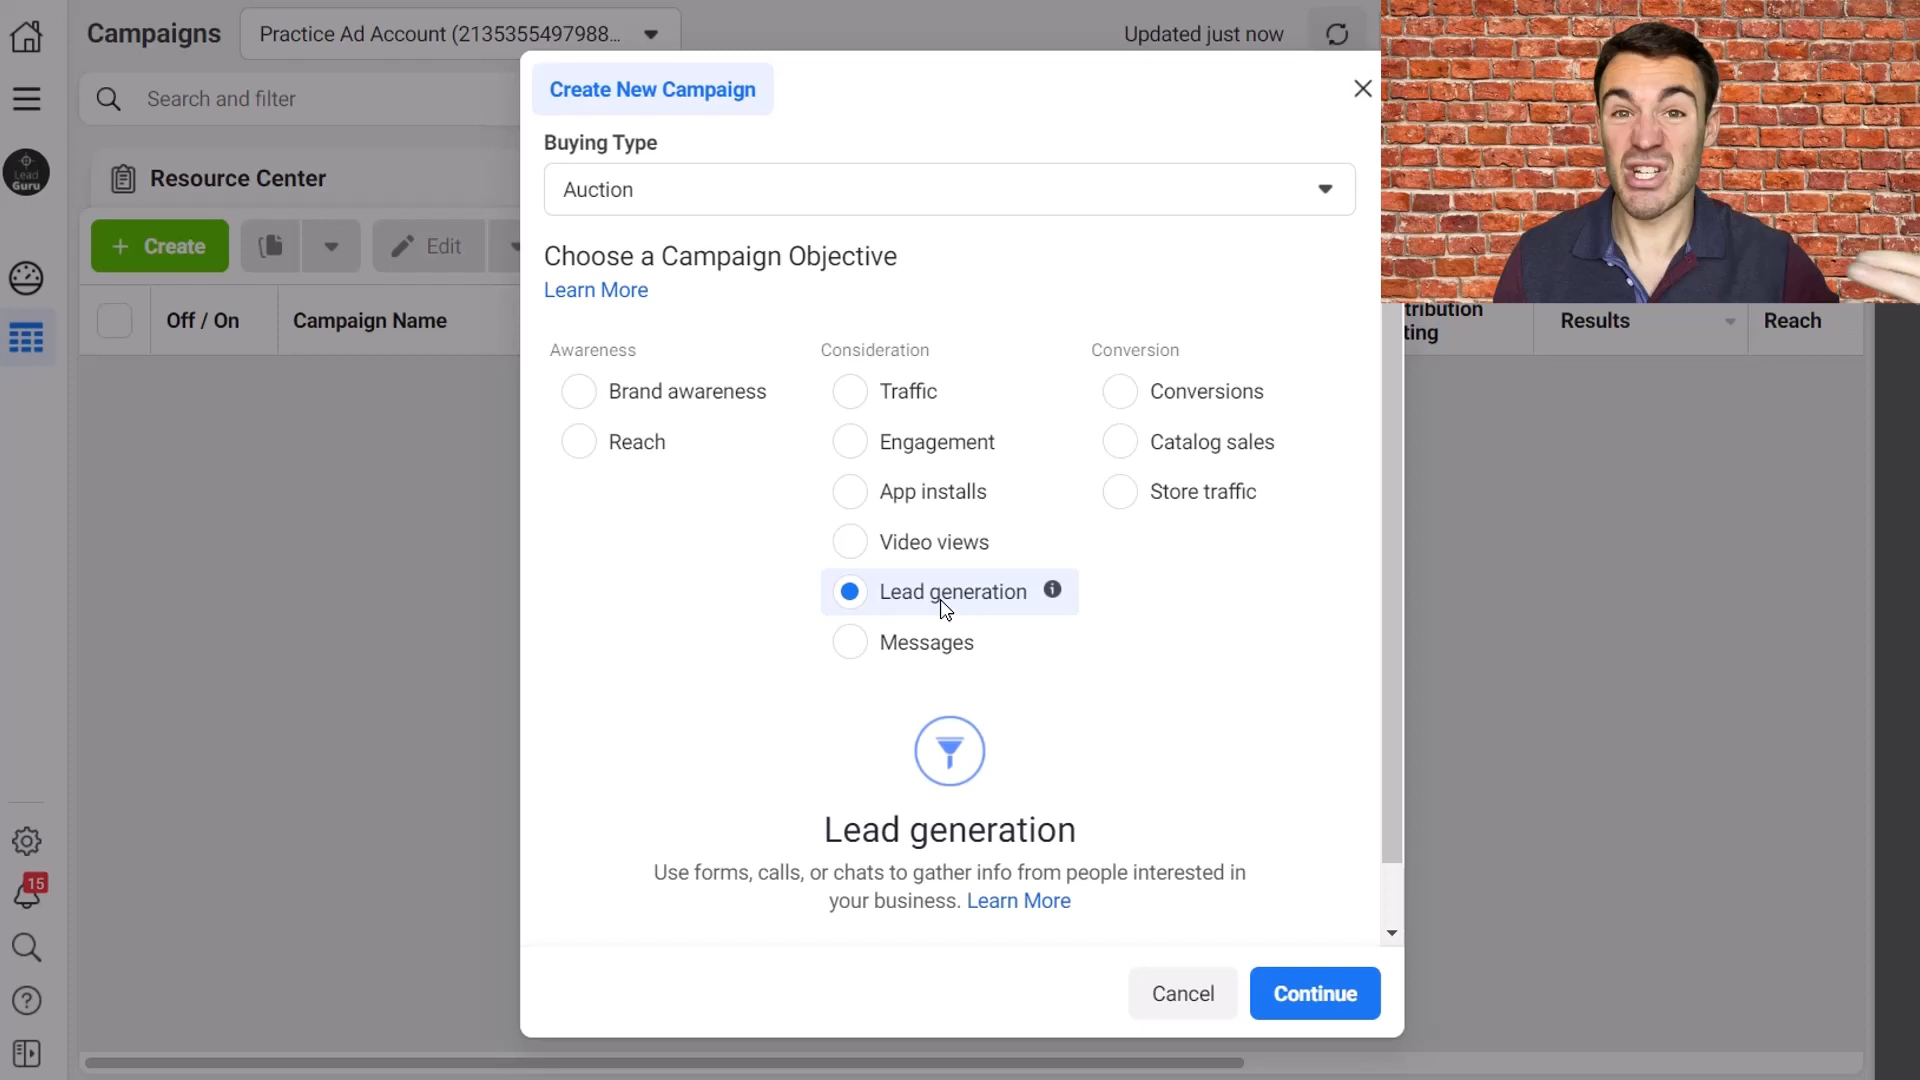 Campaigns
Practice Ad Account (2135355497988...
Updated just now
Search and filter
Lead
Guru
Resource Center
+ Create
Edit
Off / On
Campaign Name
tribution
ting
Results
Reach
15
Create New Campaign
Buying Type
Auction
Choose a Campaign Objective
Learn More
Awareness
Brand awareness
Reach
Consideration
Traffic
Engagement
App installs
Video views
Lead generation
Messages
Conversion
Conversions
Catalog sales
Store traffic
Lead generation
Use forms, calls, or chats to gather info from people interested in
your business. Learn More
Cancel
Continue